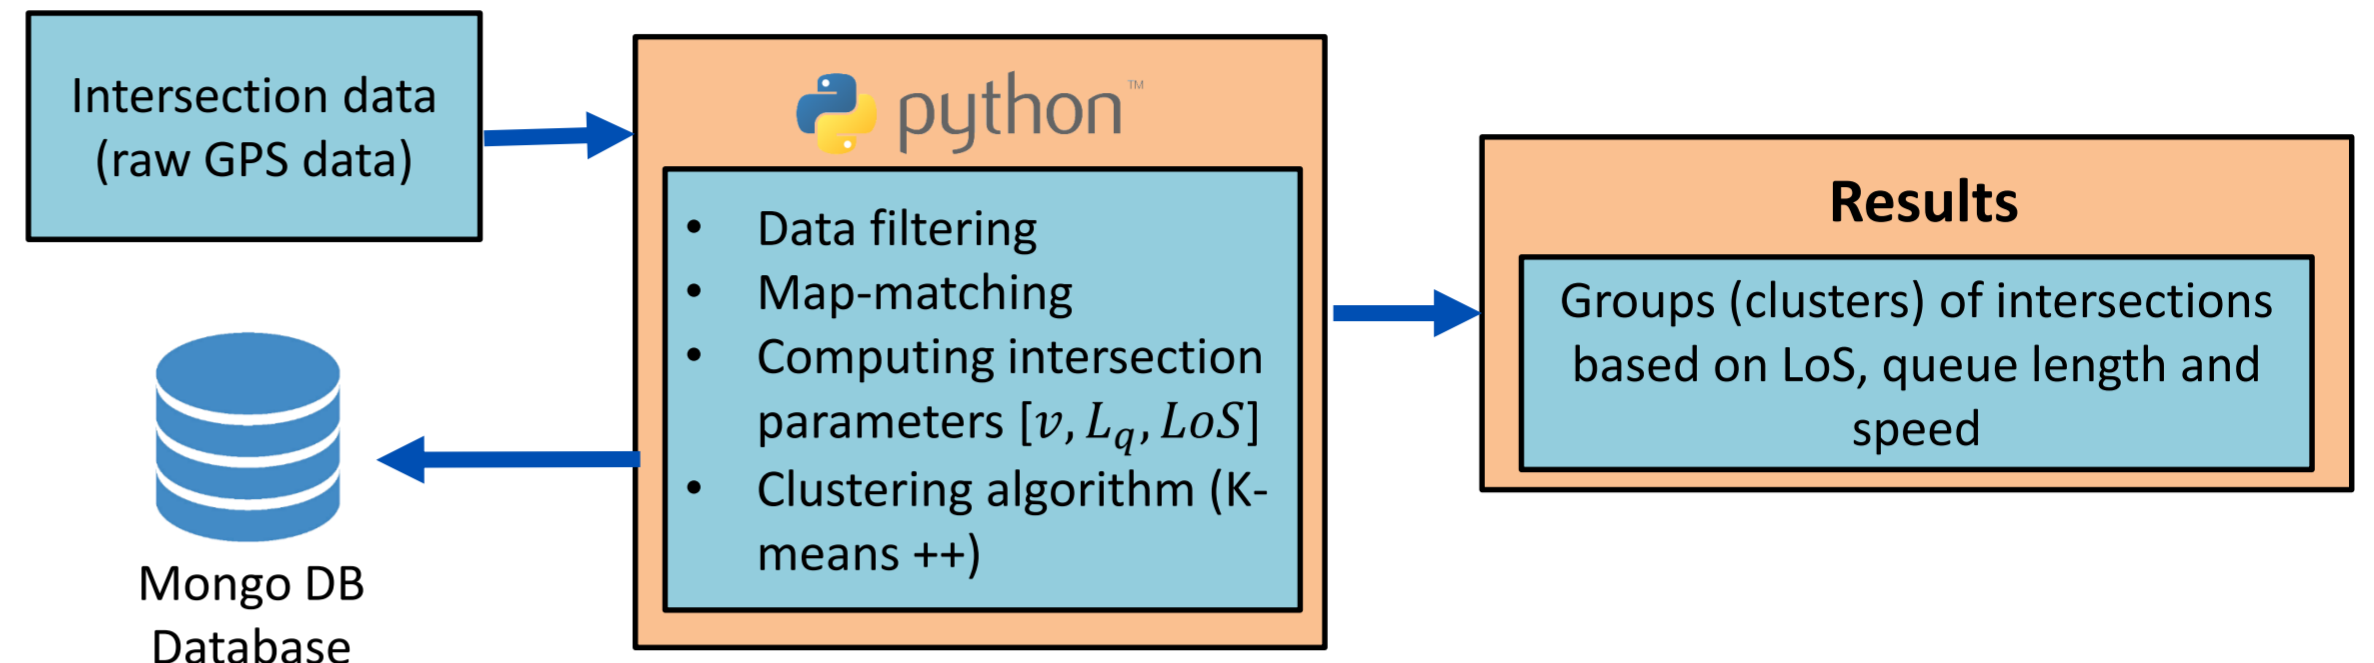 Intersection data
(raw GPS data)
python™
• Data filtering
• Map-matching
• Computing intersection
parameters [v, L_q, LoS]
• Clustering algorithm (K-
means ++)
Mongo DB
Database
Results
Groups (clusters) of intersections
based on LoS, queue length and
speed